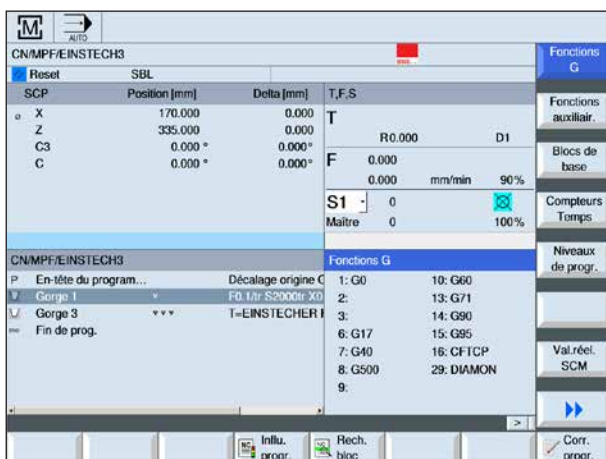 M
AUTO
CN/MPF/EINSTECH3
Reset SBL
SCP Position [mm] Delta [mm] T,F,S
X 170.000 0.000
Z 335.000 0.000
C3 0.000 ° 0.000°
C 0.000 ° 0.000°
T
R0.000 D1
F 0.000
0.000 mm/min 90%
S1 0
Maître 0 100%
CN/MPF/EINSTECH3
P En-tête du program... Décalage origine C
Gorge 1 F0.1/tr S2000tr X0
Gorge 3 T=EINSTECHER
Fin de prog.
Fonctions G
1: G0 10: G60
2: 13: G71
3: 14: G90
6: G17 15: G95
7: G40 16: CFTCP
8: G500 29: DIAMON
9:
>
Fonctions
G
Fonctions
auxiliair.
Blocs de
base
Compteurs
Temps
Niveaux
de progr.
Val.réel.
SCM
Influ.
progr.
Rech.
bloc
Corr.
progr.